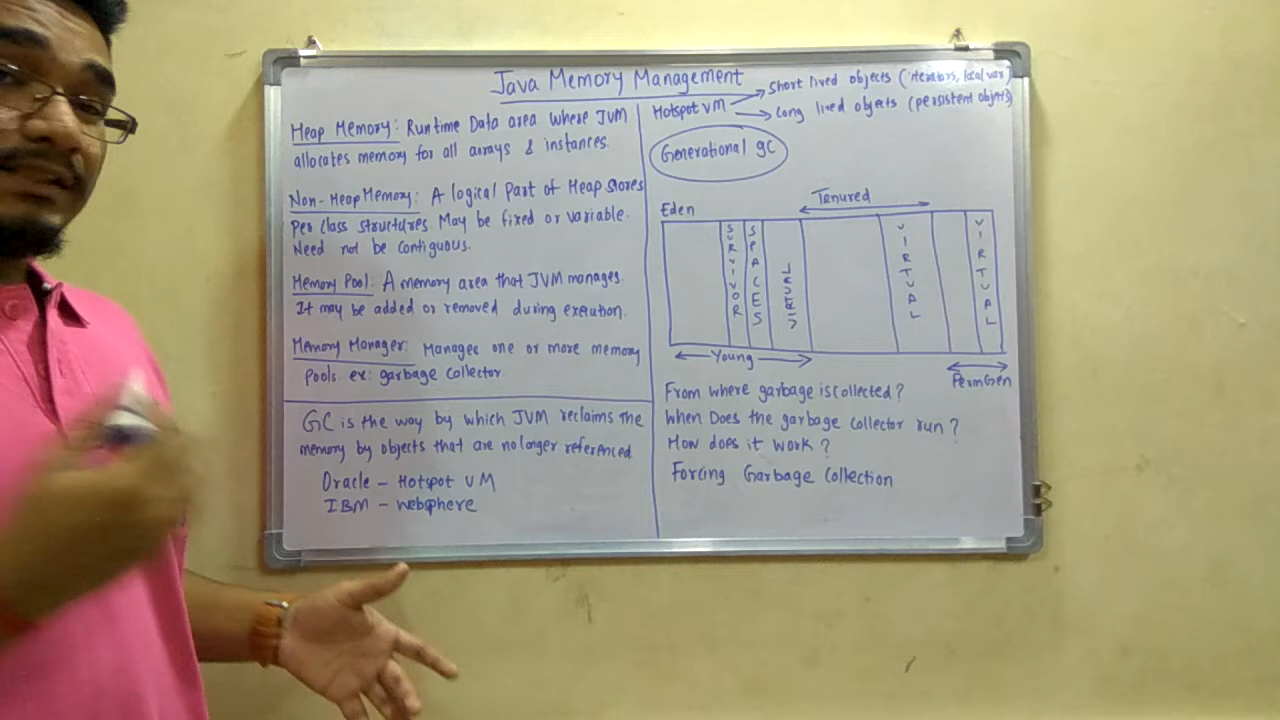 Java Memory Management
Heap Memory: Runtime Data area where JVM
allocates memory for all arrays & instances.
Non-Heap Memory: A logical part of Heap stores
per class structures. May be fixed or variable.
Need not be contiguous.
Memory Pool: A memory area that JVM manages.
It may be added or removed during execution.
Memory Manager: Manages one or more memory
pools. ex: garbage collector.
GC is the way by which JVM reclaims the
memory by objects that are no longer referenced.
Oracle - Hotspot VM
IBM - Websphere
Hotspot VM
Short lived objects (iterators, local var)
Long lived objects (persistent objects)
Generational gc
Eden
Tenured
SURVIVOR
SPACES
VIRTUAL
VIRTUAL
VIRTUAL
Young
PermGen
From where garbage is collected?
When Does the garbage collector run?
How does it work?
Forcing Garbage Collection